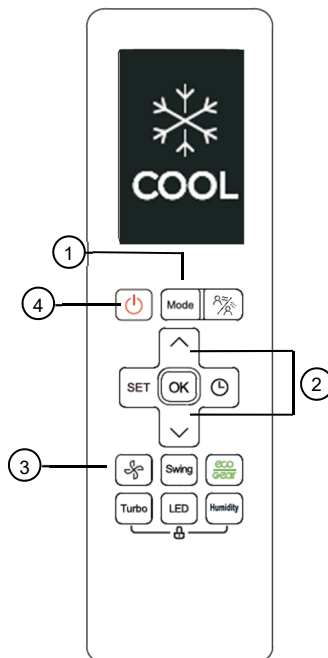 COOL
1
4
Mode
2
SET OK
3
Swing eco
GEAR
Turbo LED Humidity